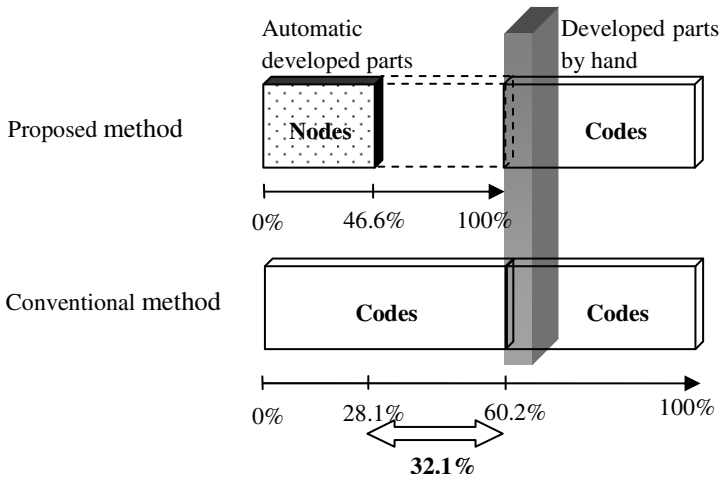 Automatic
developed parts
Developed parts
by hand
Proposed method
Nodes
Codes
0%
46.6%
100%
Conventional method
Codes
Codes
0%
28.1%
60.2%
100%
32.1%